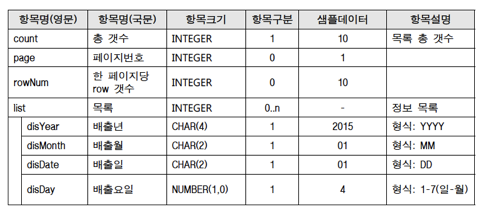 항목명(영문) 항목명(국문) 항목크기 항목구분 샘플데이터 항목설명
count 총 갯수 INTEGER 1 10 목록 총 갯수
page 페이지번호 INTEGER 0 1
rowNum 한 페이지당 row 갯수 INTEGER 0 10
list 목록 INTEGER 0..n - 정보 목록
disYear 배출년 CHAR(4) 1 2015 형식: YYYY
disMonth 배출월 CHAR(2) 1 01 형식: MM
disDate 배출일 CHAR(2) 1 01 형식: DD
disDay 배출요일 NUMBER(1,0) 1 4 형식: 1-7(일-월)